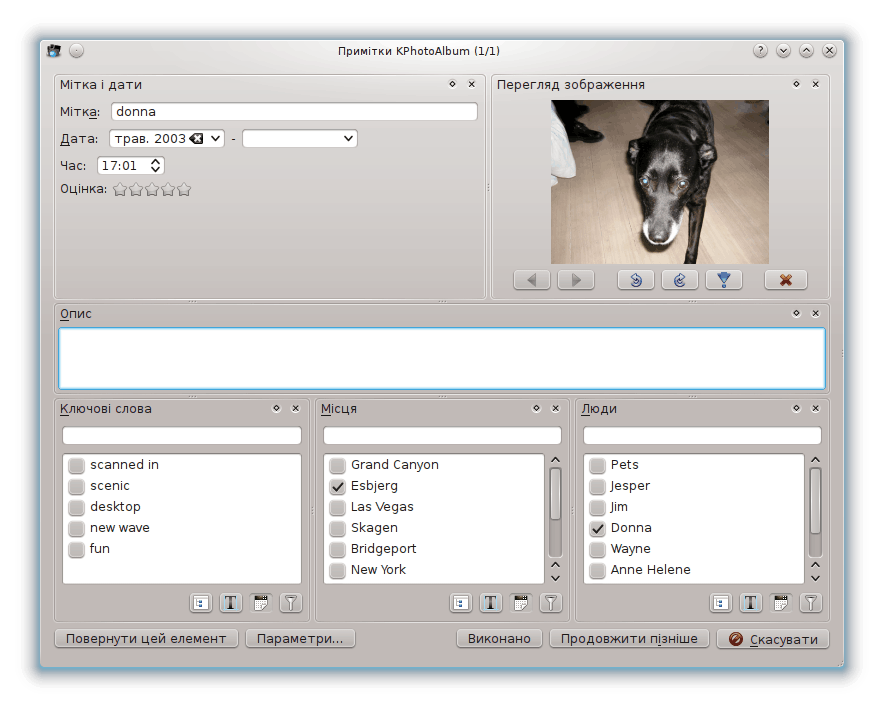 Примітки KPhotoAlbum (1/1)
Мітка і дати
Мітка: donna
Дата: трав. 2003 -
Час: 17:01
Оцінка:
Перегляд зображення
Опис
Ключові слова
scanned in
scenic
desktop
new wave
fun
Місця
Grand Canyon
Esbjerg
Las Vegas
Skagen
Bridgeport
New York
Люди
Pets
Jesper
Jim
Donna
Wayne
Anne Helene
Повернути цей елемент
Параметри...
Виконано
Продовжити пізніше
Скасувати